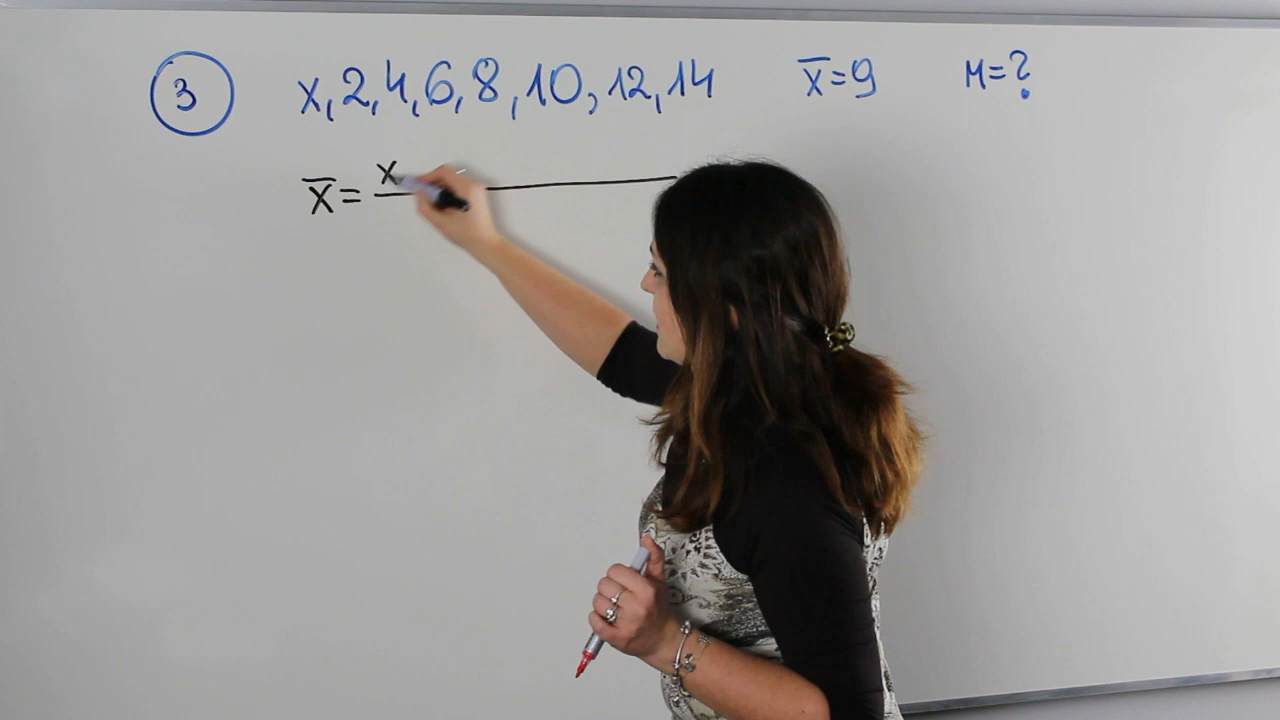 3 x, 2, 4, 6, 8, 10, 12, 14 x̅=9 M=?
x̅= x